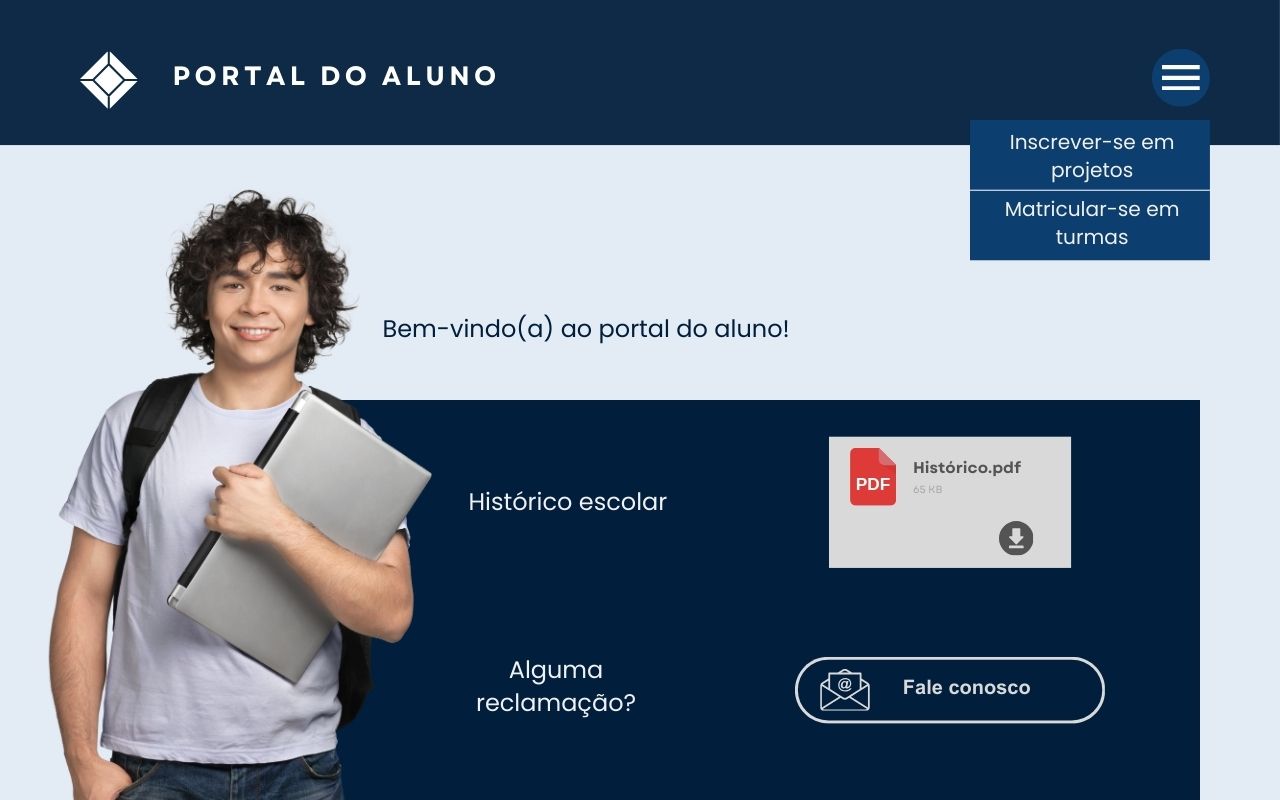 PORTAL DO ALUNO
Inscrever-se em
projetos
Matricular-se em
turmas
Bem-vindo(a) ao portal do aluno!
Histórico escolar
PDF
Histórico.pdf
65 KB
Alguma
reclamação?
@
Fale conosco